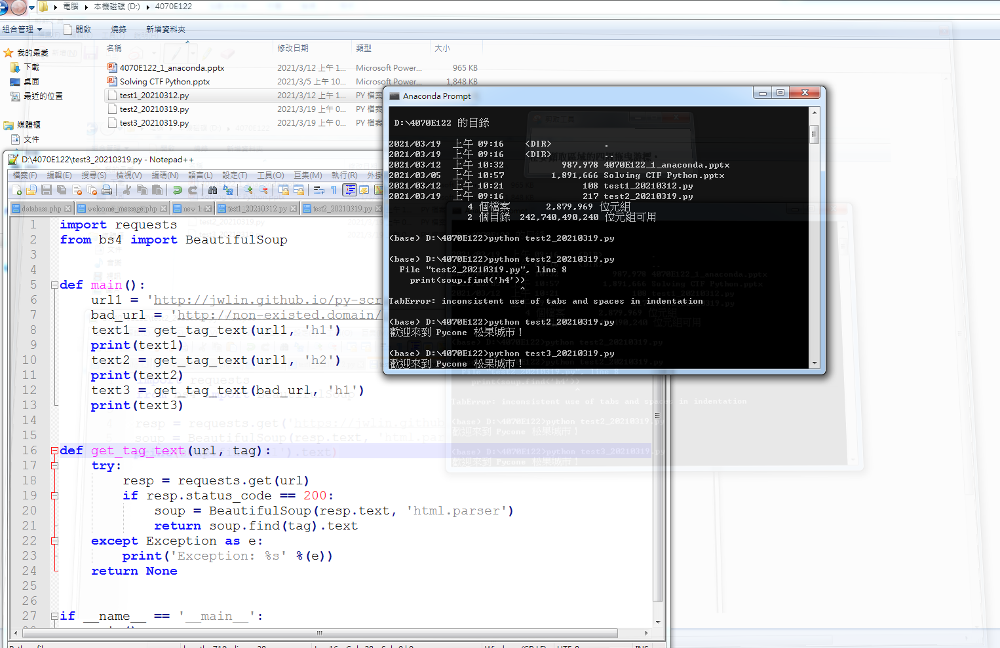 電腦 ▸ 本機磁碟 (D:) ▸ 4070E122
組合管理 ▼ 開啟 燒錄 新增資料夾
名稱 修改日期 類型 大小
我的最愛
下載
桌面
最近的位置
媒體櫃
文件
4070E122_1_anaconda.pptx 2021/3/12 上午 1... Microsoft Power... 965 KB
Solving CTF Python.pptx 2021/3/5 上午 10... Microsoft Power... 1,848 KB
test1_20210312.py 2021/3/12 上午 1... PY 檔案
test2_20210319.py 2021/3/19 上午 0... PY 檔案
test3_20210319.py 2021/3/19 上午 0... PY 檔案
Anaconda Prompt
D:\4070E122 的目錄
2021/03/19 上午 09:16 <DIR> .
2021/03/19 上午 09:16 <DIR> ..
2021/03/12 上午 10:32 987,978 4070E122_1_anaconda.pptx
2021/03/05 上午 10:57 1,891,666 Solving CTF Python.pptx
2021/03/12 上午 10:21 108 test1_20210312.py
2021/03/19 上午 09:16 217 test2_20210319.py
4 個檔案 2,879,969 位元組
2 個目錄 242,740,490,240 位元組可用
(base) D:\4070E122>python test2_20210319.py
(base) D:\4070E122>python test2_20210319.py
File "test2_20210319.py", line 8
print(soup.find('h4'))
^
TabError: inconsistent use of tabs and spaces in indentation
(base) D:\4070E122>python test2_20210319.py
歡迎來到 Pycone 松果城市！
(base) D:\4070E122>python test3_20210319.py
歡迎來到 Pycone 松果城市！
D:\4070E122\test3_20210319.py - Notepad++
檔案(F) 編輯(E) 搜尋(S) 檢視(V) 編碼(N) 語言(L) 設定(T) 工具(O) 巨集(M) 執行(R) 外掛
database.php welcome_message.php new 1 test1_20210312.py test2_20210319.py
1 import requests
2 from bs4 import BeautifulSoup
3
4
5 def main():
6 url1 = 'http://jwlin.github.io/py-scr
7 bad_url = 'http://non-existed.domain/
8 text1 = get_tag_text(url1, 'h1')
9 print(text1)
10 text2 = get_tag_text(url1, 'h2')
11 print(text2)
12 text3 = get_tag_text(bad_url, 'h1')
13 print(text3)
14
15
16 def get_tag_text(url, tag):
17 try:
18 resp = requests.get(url)
19 if resp.status_code == 200:
20 soup = BeautifulSoup(resp.text, 'html.parser')
21 return soup.find(tag).text
22 except Exception as e:
23 print('Exception: %s' %(e))
24 return None
25
26
27 if __name__ == '__main__':